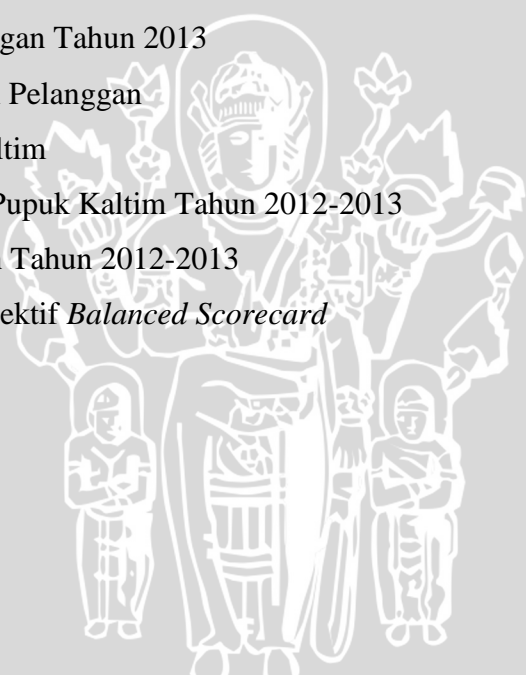 gan Tahun 2013
Pelanggan
ltim
Pupuk Kaltim Tahun 2012-2013
Tahun 2012-2013
ektif Balanced Scorecard